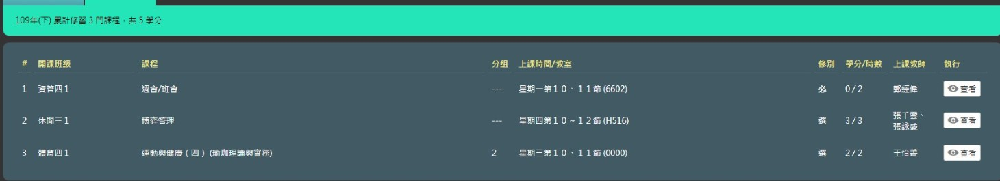 109年(下) 累計修習 3 門課程，共 5 學分
# 開課班級 課程 分組 上課時間/教室 修別 學分/時數 上課教師 執行
1 資管四１ 週會/班會 --- 星期一第１０、１１節 (6602) 必 0 / 2 鄭經偉 查看
2 休閒三１ 博弈管理 --- 星期四第１０～１２節 (H516) 選 3 / 3 張千雲、張詠盛 查看
3 體育四１ 運動與健康（四）(瑜珈理論與實務) 2 星期三第１０、１１節 (0000) 選 2 / 2 王怡菁 查看